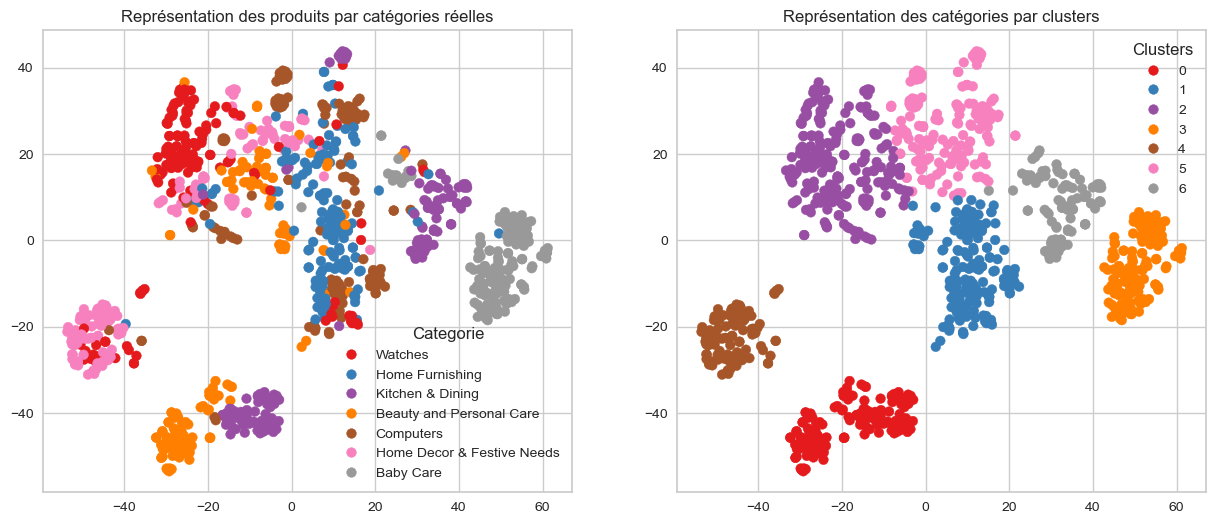 Représentation des produits par catégories réelles
40
20
0
−20
−40
−40
−20
0
20
40
60
Categorie
Watches
Home Furnishing
Kitchen & Dining
Beauty and Personal Care
Computers
Home Decor & Festive Needs
Baby Care
Représentation des catégories par clusters
40
20
0
−20
−40
−40
−20
0
20
40
60
Clusters
0
1
2
3
4
5
6